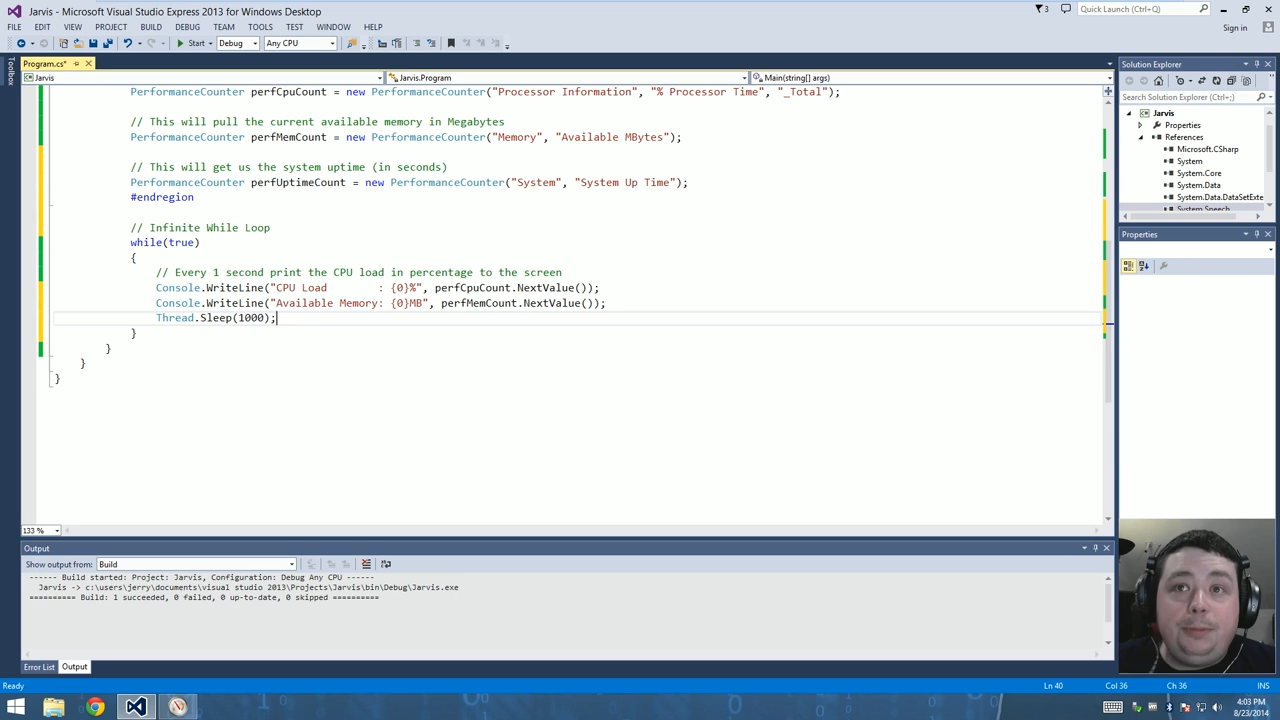 Jarvis - Microsoft Visual Studio Express 2013 for Windows Desktop
3
Quick Launch (Ctrl+Q)
FILE EDIT VIEW PROJECT BUILD DEBUG TEAM TOOLS TEST WINDOW HELP
Sign in
Start Debug Any CPU
Toolbox
Program.cs*
Jarvis
Jarvis.Program
Main(string[] args)
PerformanceCounter perfCpuCount = new PerformanceCounter("Processor Information", "% Processor Time", "_Total");
// This will pull the current available memory in Megabytes
PerformanceCounter perfMemCount = new PerformanceCounter("Memory", "Available MBytes");
// This will get us the system uptime (in seconds)
PerformanceCounter perfUptimeCount = new PerformanceCounter("System", "System Up Time");
#endregion
// Infinite While Loop
while(true)
{
// Every 1 second print the CPU load in percentage to the screen
Console.WriteLine("CPU Load        : {0}%", perfCpuCount.NextValue());
Console.WriteLine("Available Memory: {0}MB", perfMemCount.NextValue());
Thread.Sleep(1000);
}
}
}
}
133 %
Solution Explorer
Search Solution Explorer (Ctrl+;)
Jarvis
Properties
References
Microsoft.CSharp
System
System.Core
System.Data
System.Data.DataSetExte
System.Speech
Properties
Output
Show output from: Build
------ Build started: Project: Jarvis, Configuration: Debug Any CPU ------
Jarvis -> c:\users\jerry\documents\visual studio 2013\Projects\Jarvis\bin\Debug\Jarvis.exe
========== Build: 1 succeeded, 0 failed, 0 up-to-date, 0 skipped ==========
Error List Output
Ready
Ln 40
Col 36
Ch 36
INS
4:03 PM
8/23/2014